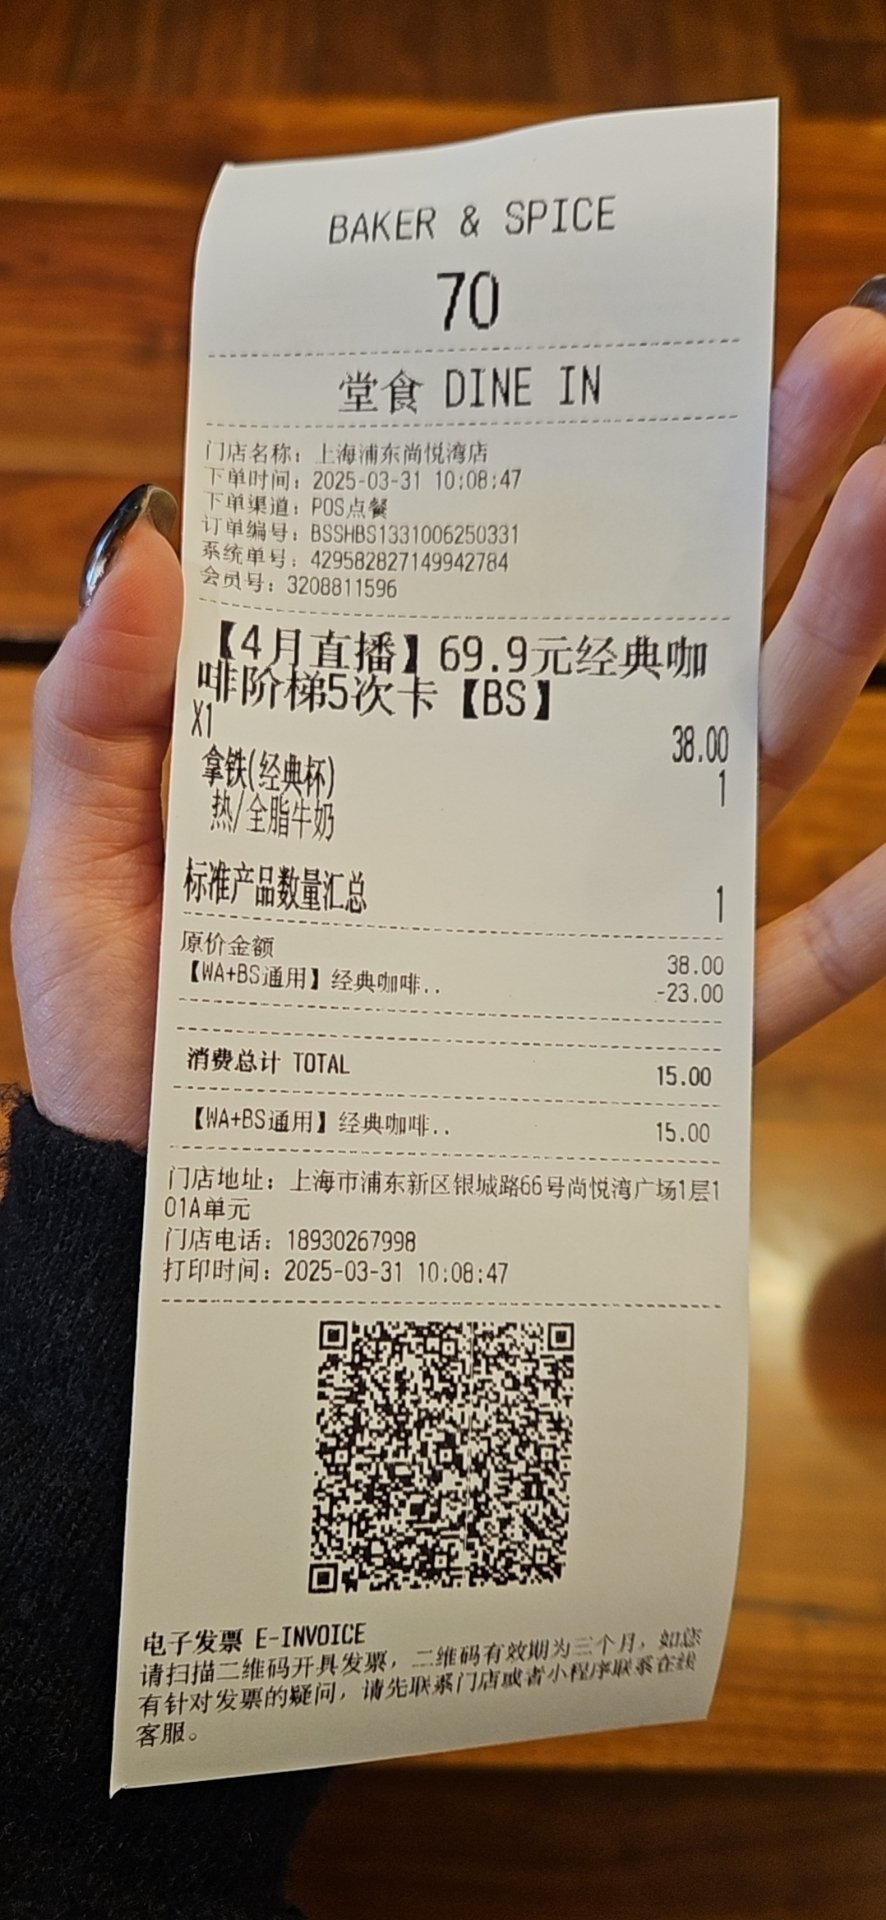 BAKER & SPICE
70
堂食 DINE IN
门店名称：上海浦东尚悦湾店
下单时间：2025-03-31 10:08:47
下单渠道：POS点餐
订单编号：BSSHBS1331006250331
系统单号：429582827149942784
会员号：3208811596
【4月直播】69.9元经典咖
啡阶梯5次卡【BS】
X1 38.00
拿铁(经典杯) 1
热/全脂牛奶
标准产品数量汇总 1
原价金额 38.00
【WA+BS通用】经典咖啡.. -23.00
消费总计 TOTAL 15.00
【WA+BS通用】经典咖啡.. 15.00
门店地址：上海市浦东新区银城路66号尚悦湾广场1层1
01A单元
门店电话：18930267998
打印时间：2025-03-31 10:08:47
电子发票 E-INVOICE
请扫描二维码开具发票，二维码有效期为三个月，如您
有针对发票的疑问，请先联系门店或者小程序联系在线
客服。